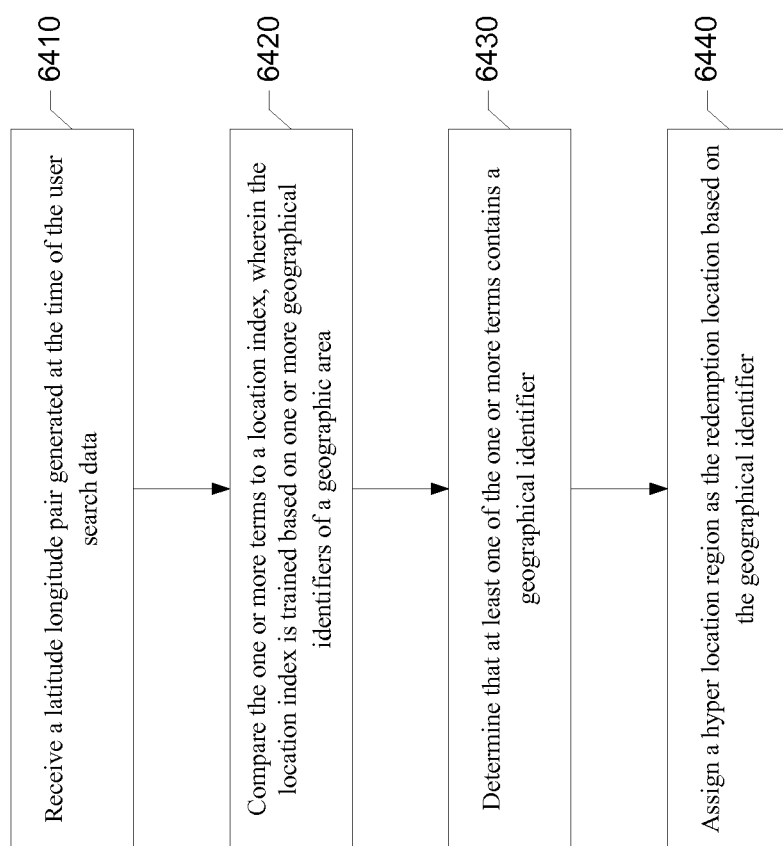 6410
Receive a latitude longitude pair generated at the time of the user
search data
6420
Compare the one or more terms to a location index, wherein the
location index is trained based on one or more geographical
identifiers of a geographic area
6430
Determine that at least one of the one or more terms contains a
geographical identifier
6440
Assign a hyper location region as the redemption location based on
the geographical identifier